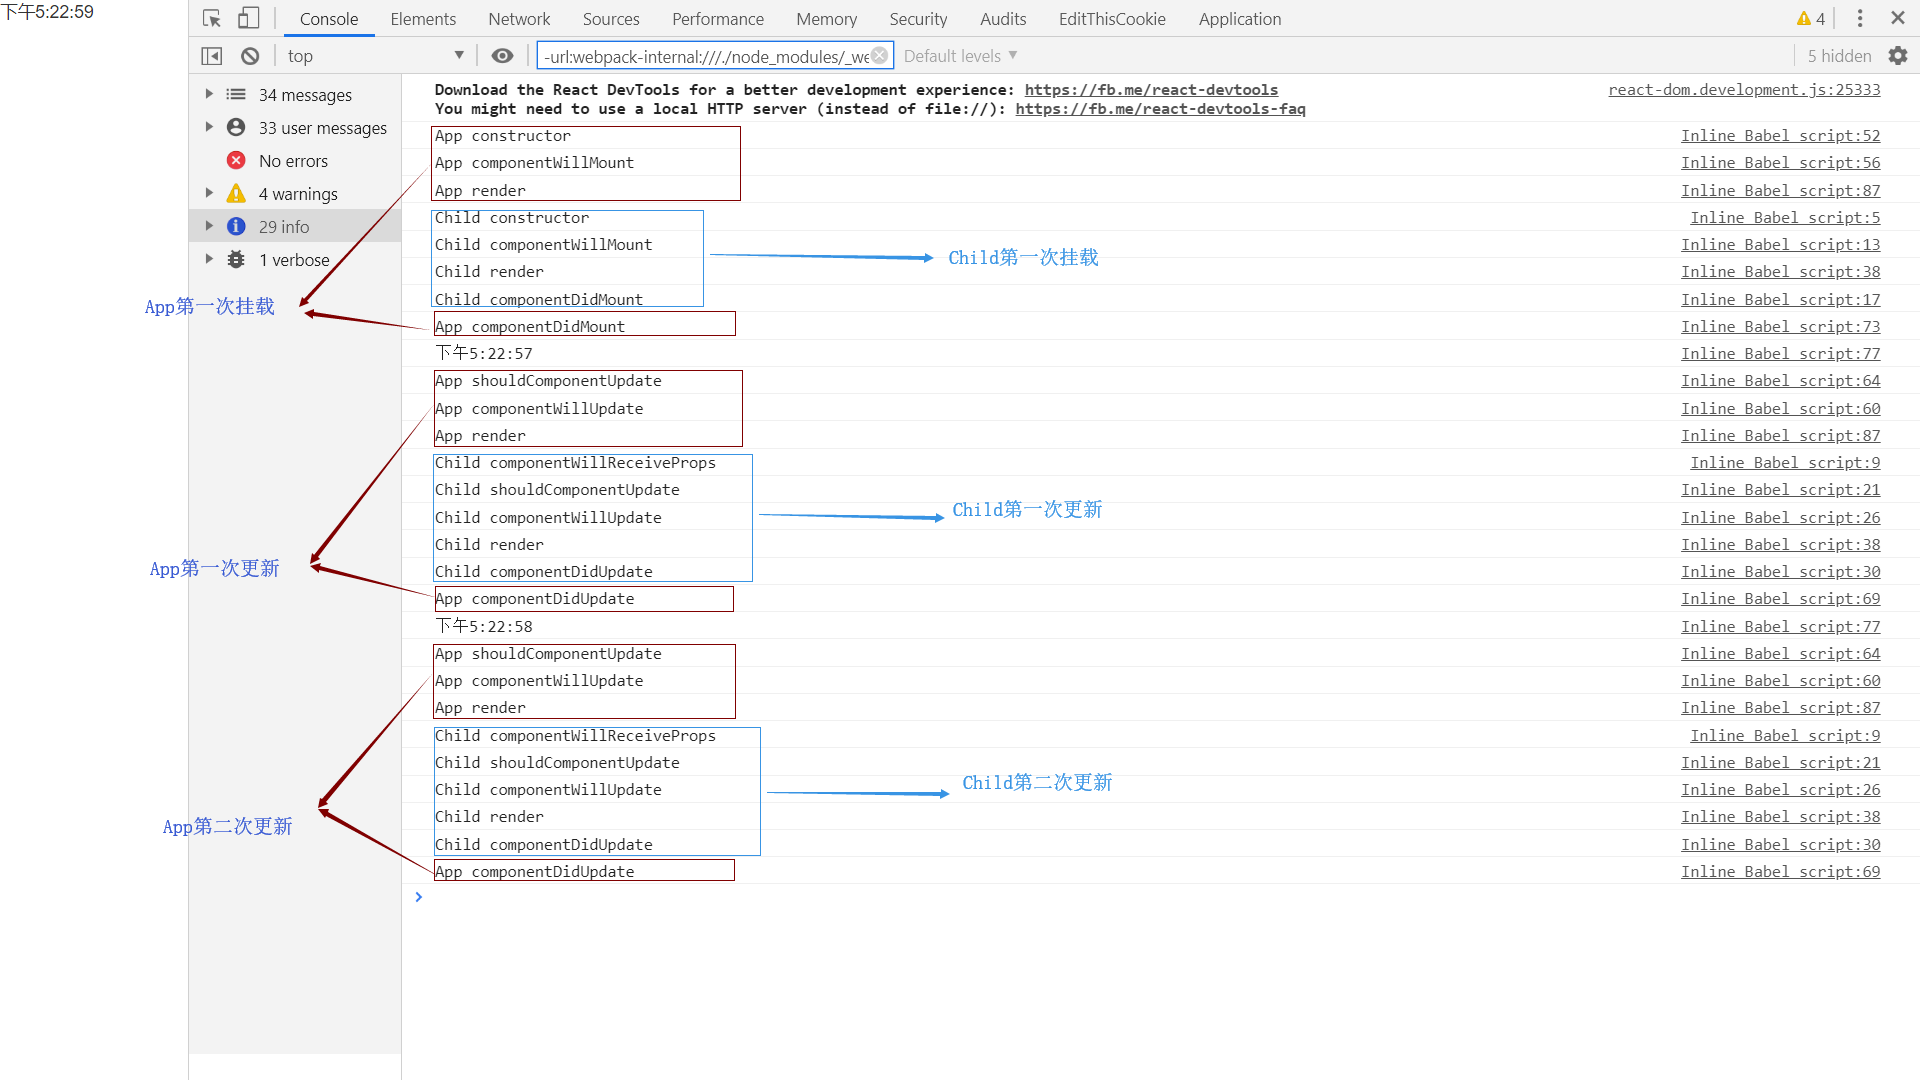 下午5:22:59
Console Elements Network Sources Performance Memory Security Audits EditThisCookie Application 4
top -url:webpack-internal:///./node_modules/_we Default levels 5 hidden
34 messages
33 user messages
No errors
4 warnings
29 info
1 verbose
Download the React DevTools for a better development experience: https://fb.me/react-devtools react-dom.development.js:25333
You might need to use a local HTTP server (instead of file://): https://fb.me/react-devtools-faq
App constructor Inline Babel script:52
App componentWillMount Inline Babel script:56
App render Inline Babel script:87
Child constructor Inline Babel script:5
Child componentWillMount Inline Babel script:13
Child第一次挂载
Child render Inline Babel script:38
Child componentDidMount Inline Babel script:17
App第一次挂载
App componentDidMount Inline Babel script:73
下午5:22:57 Inline Babel script:77
App shouldComponentUpdate Inline Babel script:64
App componentWillUpdate Inline Babel script:60
App render Inline Babel script:87
Child componentWillReceiveProps Inline Babel script:9
Child shouldComponentUpdate Inline Babel script:21
Child第一次更新
Child componentWillUpdate Inline Babel script:26
Child render Inline Babel script:38
Child componentDidUpdate Inline Babel script:30
App第一次更新
App componentDidUpdate Inline Babel script:69
下午5:22:58 Inline Babel script:77
App shouldComponentUpdate Inline Babel script:64
App componentWillUpdate Inline Babel script:60
App render Inline Babel script:87
Child componentWillReceiveProps Inline Babel script:9
Child shouldComponentUpdate Inline Babel script:21
Child第二次更新
Child componentWillUpdate Inline Babel script:26
Child render Inline Babel script:38
App第二次更新
Child componentDidUpdate Inline Babel script:30
App componentDidUpdate Inline Babel script:69